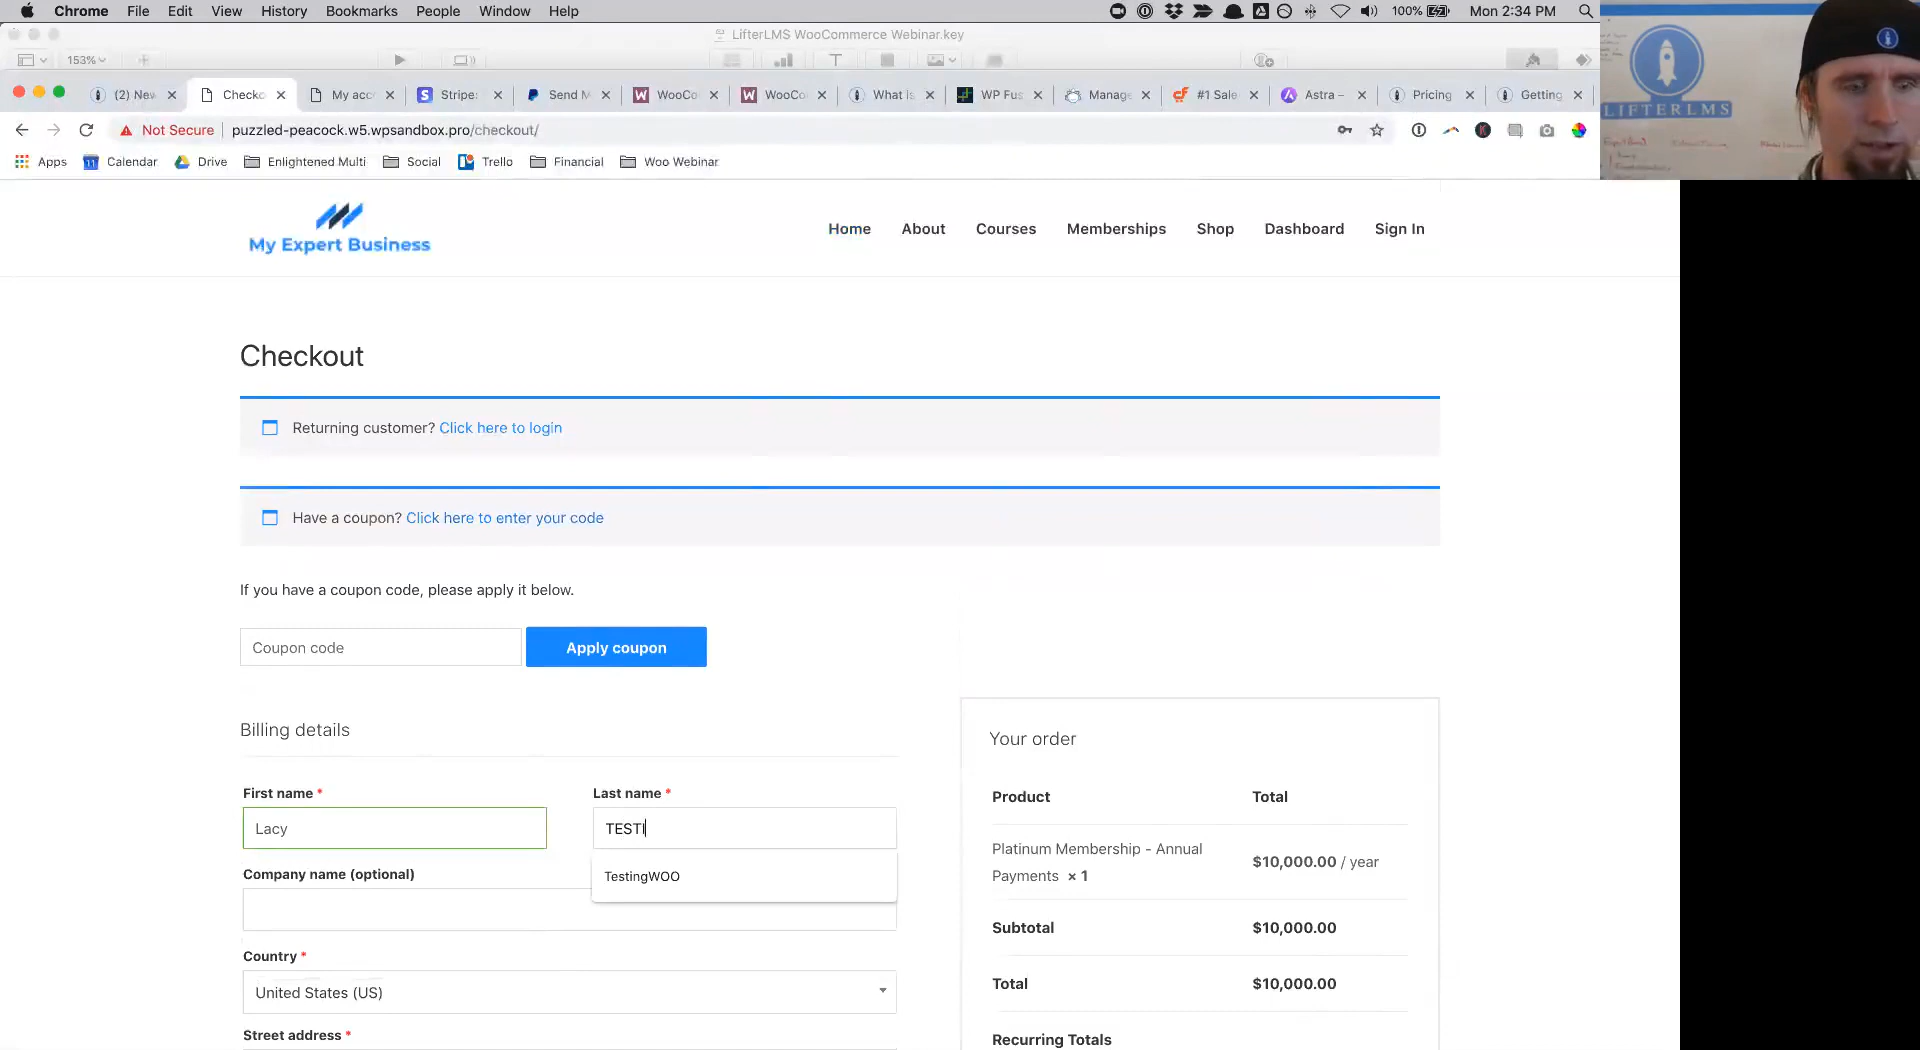 Chrome File Edit View History Bookmarks People Window Help 100% Mon 2:34 PM
LifterLMS WooCommerce Webinar.key
153%
(2) Nev Checko My acc Stripe: Send M WooCo WooCo What is WP Fus Manage #1 Sale Astra – Pricing Getting
Not Secure puzzled-peacock.w5.wpsandbox.pro/checkout/
Apps Calendar Drive Enlightened Multi Social Trello Financial Woo Webinar
LIFTERLMS
My Expert Business
Home About Courses Memberships Shop Dashboard Sign In
Checkout
Returning customer? Click here to login
Have a coupon? Click here to enter your code
If you have a coupon code, please apply it below.
Coupon code Apply coupon
Billing details
First name * Last name *
Lacy TESTI
TestingWOO
Company name (optional)
Country *
United States (US)
Street address *
Your order
Product Total
Platinum Membership - Annual
Payments × 1 $10,000.00 / year
Subtotal $10,000.00
Total $10,000.00
Recurring Totals